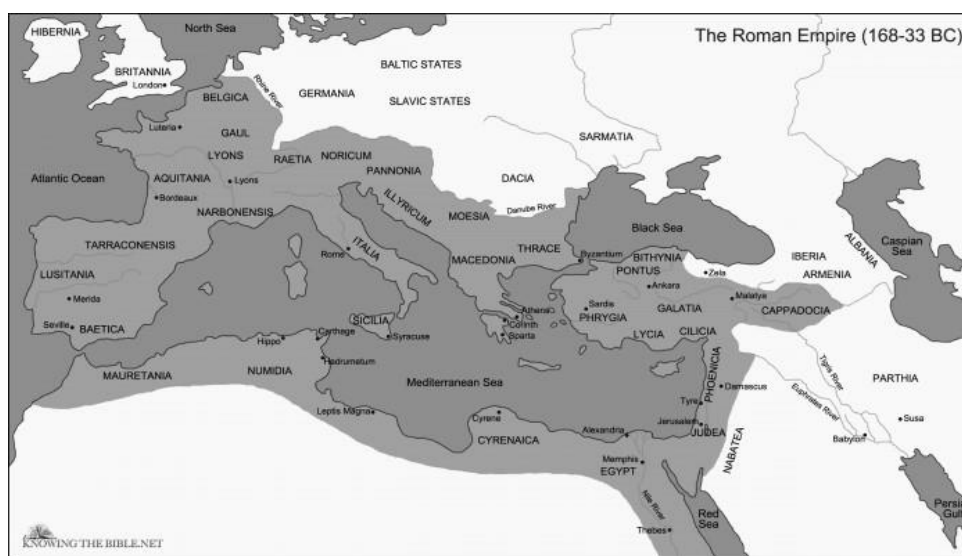 The Roman Empire (168-33 BC)
North Sea
HIBERNIA
BRITANNIA
London
BALTIC STATES
BELGICA
Rhine River
GERMANIA
SLAVIC STATES
Luteria
GAUL
SARMATIA
LYONS
RAETIA
NORICUM
PANNONIA
Atlantic Ocean
AQUITANIA
Lyons
DACIA
Bordeaux
NARBONENSIS
ILLYRICUM
MOESIA
Danube River
Black Sea
Caspian
Sea
ALBANIA
TARRACONENSIS
ITALIA
Rome
THRACE
MACEDONIA
Byzantium
BITHYNIA
PONTUS
IBERIA
ARMENIA
Zela
LUSITANIA
Ankara
Merida
Sardis
GALATIA
Malatya
CAPPADOCIA
PHRYGIA
Athens
Corinth
Sparta
SICILIA
Syracuse
Seville
BAETICA
Hippo
Carthage
LYCIA
CILICIA
Hadrumatum
MAURETANIA
NUMIDIA
Mediterranean Sea
PHOENICIA
Damascus
Tigris River
PARTHIA
Euphrates River
Tyre
Leptis Magna
Cyrene
Jerusalem
JUDEA
Susa
CYRENAICA
Alexandria
Babylon
NABATEA
Memphis
EGYPT
Nile River
Red
Sea
Persia
Gulf
Thebes
KNOWING THE BIBLE.NET